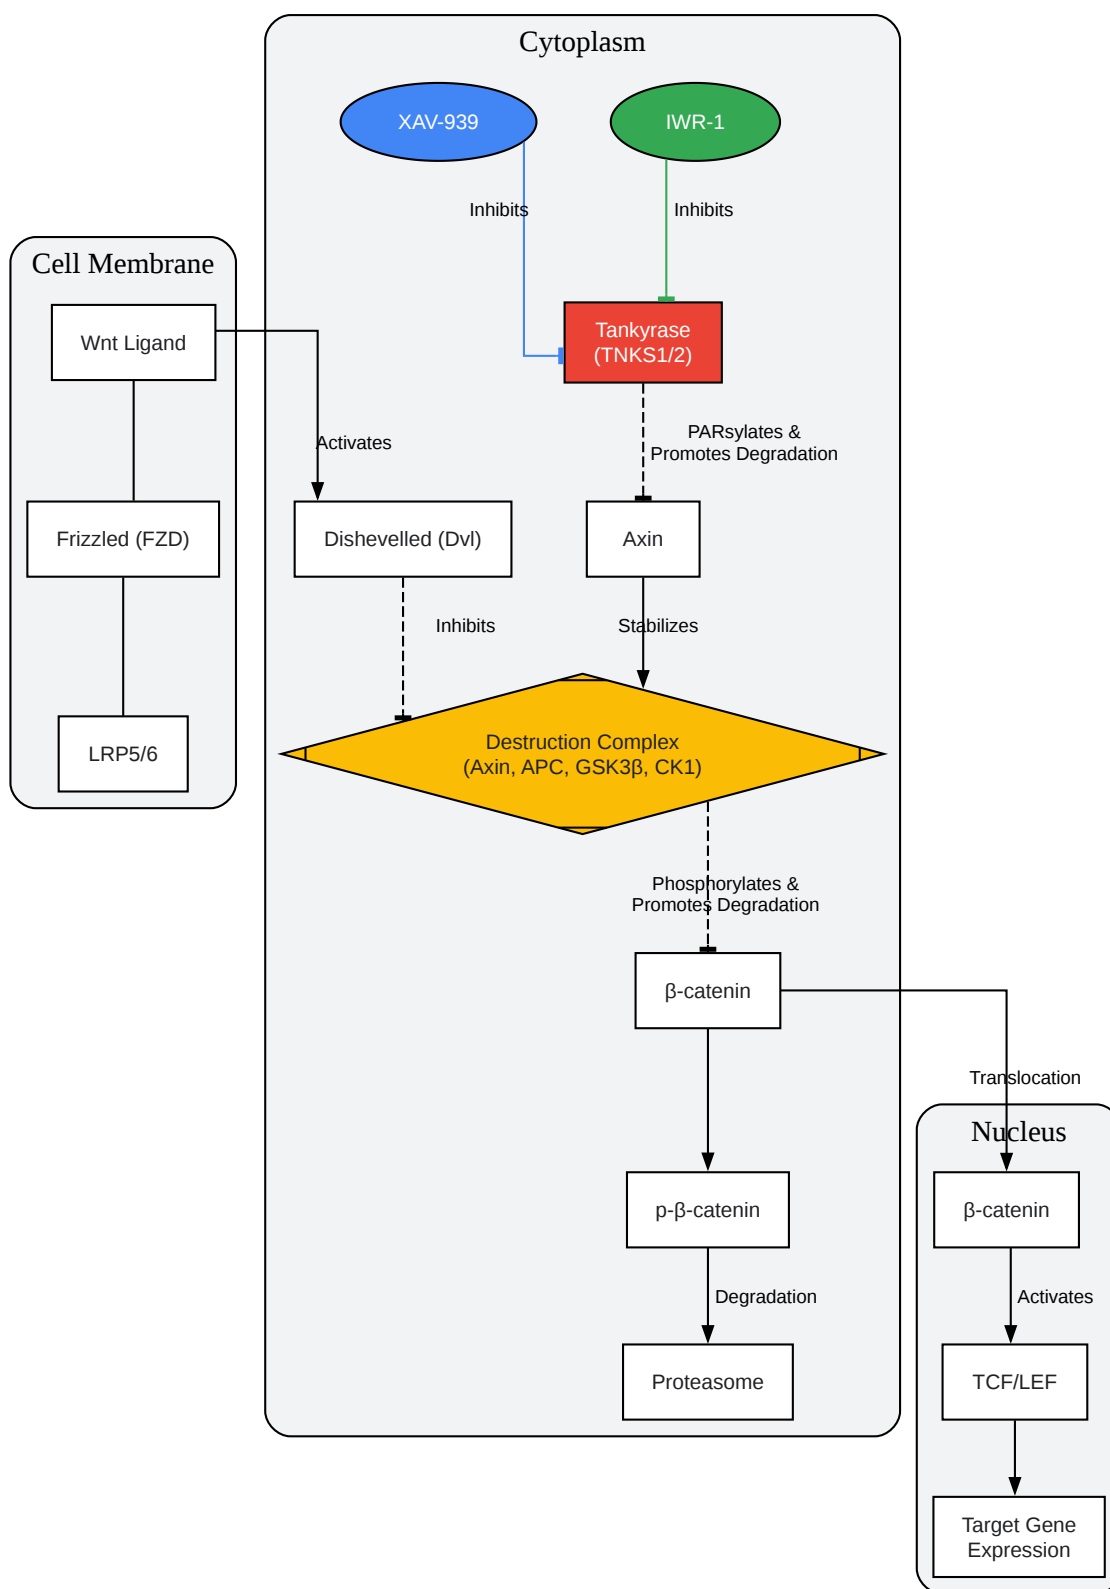 Cytoplasm
XAV-939
IWR-1
Inhibits
Inhibits
Cell Membrane
Wnt Ligand
Tankyrase
(TNKS1/2)
Activates
PARsylates &
Promotes Degradation
Frizzled (FZD)
Dishevelled (Dvl)
Axin
Inhibits
Stabilizes
LRP5/6
Destruction Complex
(Axin, APC, GSK3β, CK1)
Phosphorylates &
Promotes Degradation
β-catenin
Translocation
Nucleus
p-β-catenin
β-catenin
Degradation
Activates
Proteasome
TCF/LEF
Target Gene
Expression